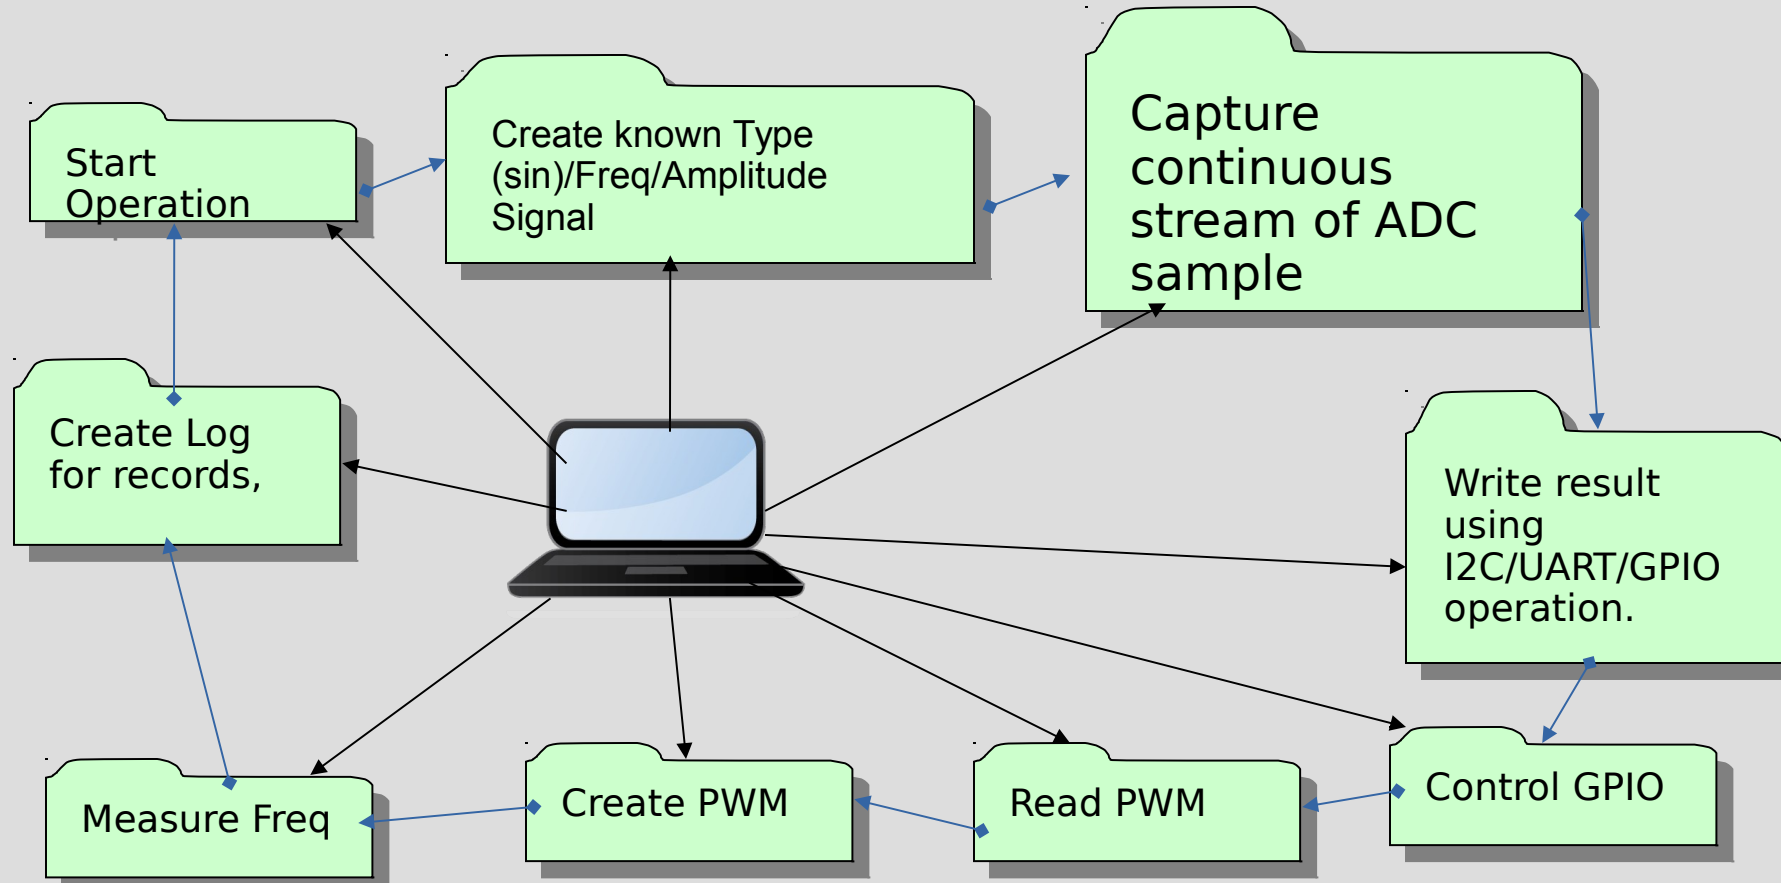 Start
Operation
Create known Type
(sin)/Freq/Amplitude
Signal
Capture
continuous
stream of ADC
sample
Create Log
for records,
Write result
using
I2C/UART/GPIO
operation.
Measure Freq
Create PWM
Read PWM
Control GPIO